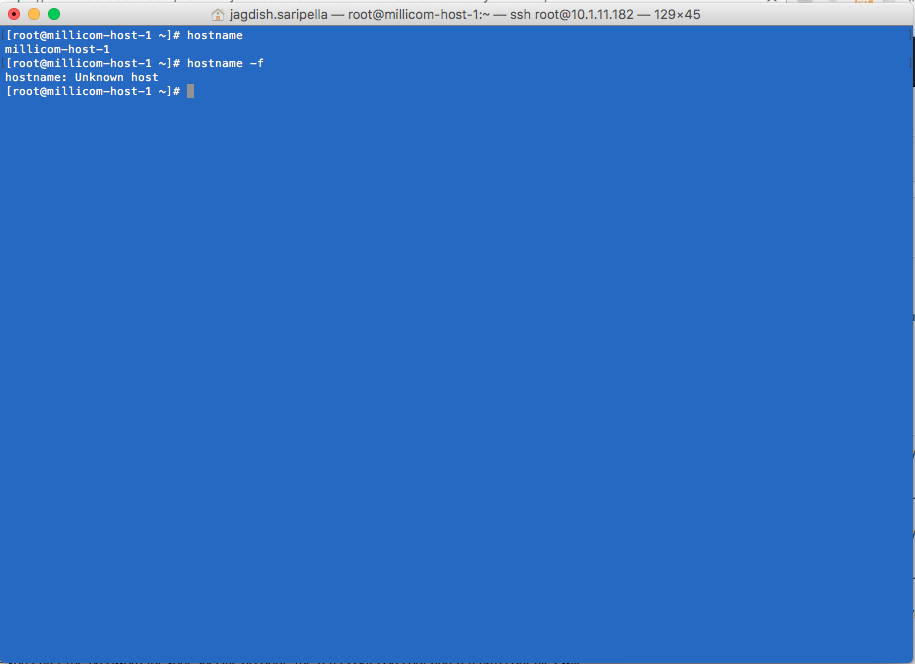 jagdish.saripella — root@millicom-host-1:~ — ssh root@10.1.11.182 — 129×45
[root@millicom-host-1 ~]# hostname
millicom-host-1
[root@millicom-host-1 ~]# hostname -f
hostname: Unknown host
[root@millicom-host-1 ~]#